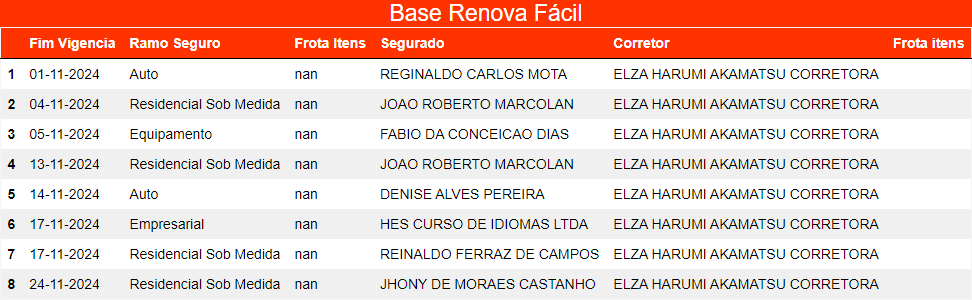 Base Renova Fácil
Fim Vigencia Ramo Seguro Frota Itens Segurado Corretor Frota itens
1 01-11-2024 Auto nan REGINALDO CARLOS MOTA ELZA HARUMI AKAMATSU CORRETORA
2 04-11-2024 Residencial Sob Medida nan JOAO ROBERTO MARCOLAN ELZA HARUMI AKAMATSU CORRETORA
3 05-11-2024 Equipamento nan FABIO DA CONCEICAO DIAS ELZA HARUMI AKAMATSU CORRETORA
4 13-11-2024 Residencial Sob Medida nan JOAO ROBERTO MARCOLAN ELZA HARUMI AKAMATSU CORRETORA
5 14-11-2024 Auto nan DENISE ALVES PEREIRA ELZA HARUMI AKAMATSU CORRETORA
6 17-11-2024 Empresarial nan HES CURSO DE IDIOMAS LTDA ELZA HARUMI AKAMATSU CORRETORA
7 17-11-2024 Residencial Sob Medida nan REINALDO FERRAZ DE CAMPOS ELZA HARUMI AKAMATSU CORRETORA
8 24-11-2024 Residencial Sob Medida nan JHONY DE MORAES CASTANHO ELZA HARUMI AKAMATSU CORRETORA